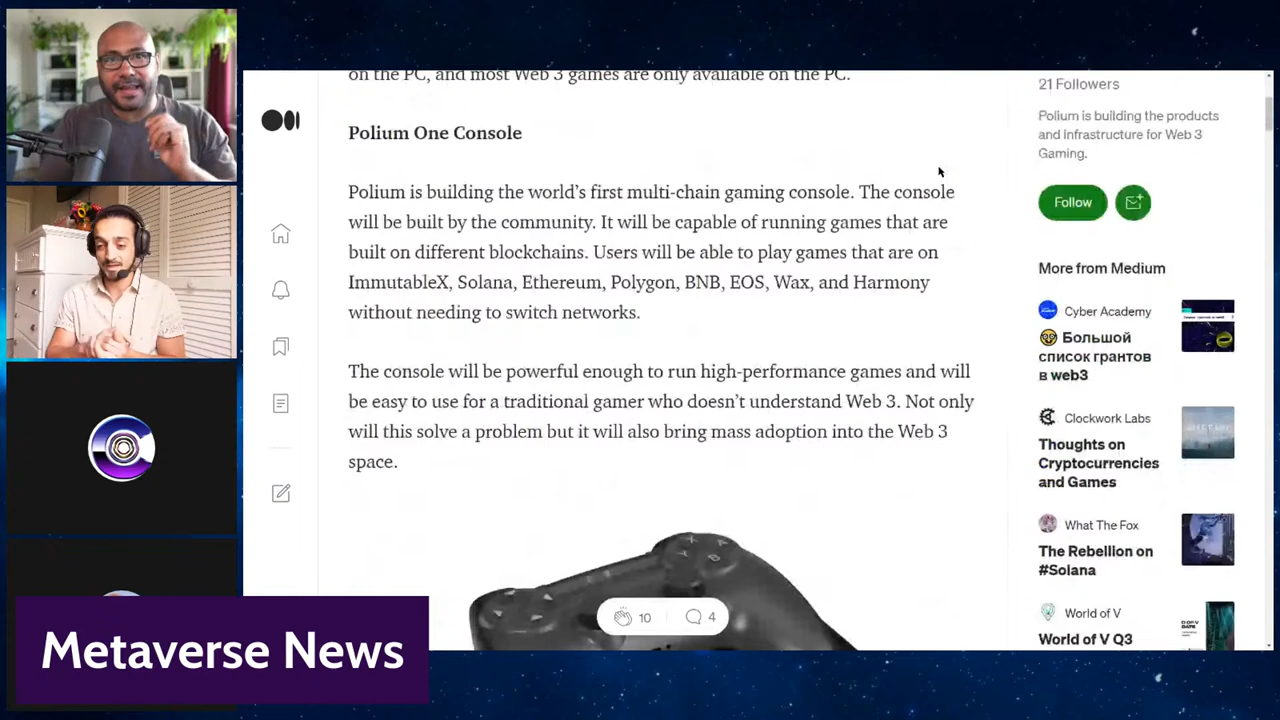 on the PC, and most Web 3 games are only available on the PC.
Polium One Console
Polium is building the world's first multi-chain gaming console. The console
will be built by the community. It will be capable of running games that are
built on different blockchains. Users will be able to play games that are on
ImmutableX, Solana, Ethereum, Polygon, BNB, EOS, Wax, and Harmony
without needing to switch networks.
The console will be powerful enough to run high-performance games and will
be easy to use for a traditional gamer who doesn't understand Web 3. Not only
will this solve a problem but it will also bring mass adoption into the Web 3
space.
10
4
21 Followers
Polium is building the products
and infrastructure for Web 3
Gaming.
Follow
More from Medium
Cyber Academy
Большой
список грантов
в web3
Clockwork Labs
Thoughts on
Cryptocurrencies
and Games
What The Fox
The Rebellion on
#Solana
World of V
World of V Q3
Metaverse News